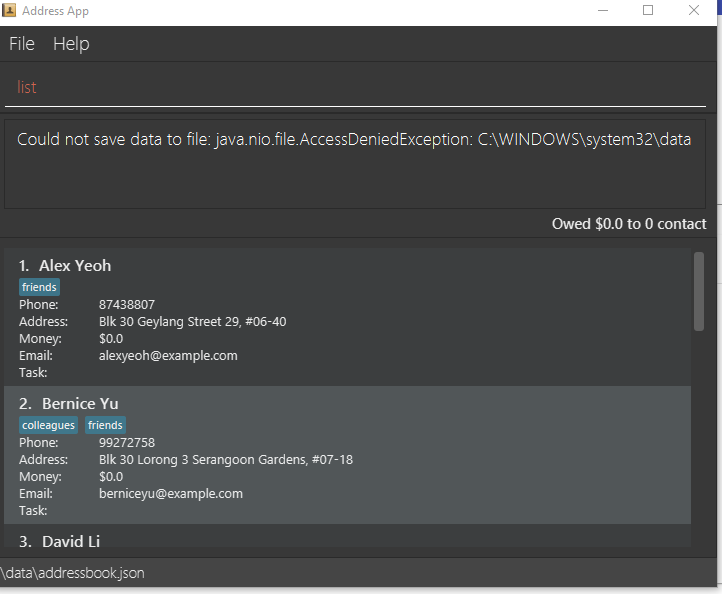 Address App
File Help
list
Could not save data to file: java.nio.file.AccessDeniedException: C:\WINDOWS\system32\data
Owed $0.0 to 0 contact
1. Alex Yeoh
friends
Phone: 87438807
Address: Blk 30 Geylang Street 29, #06-40
Money: $0.0
Email: alexyeoh@example.com
Task:
2. Bernice Yu
colleagues friends
Phone: 99272758
Address: Blk 30 Lorong 3 Serangoon Gardens, #07-18
Money: $0.0
Email: berniceyu@example.com
Task:
3. David Li
\data\addressbook.json